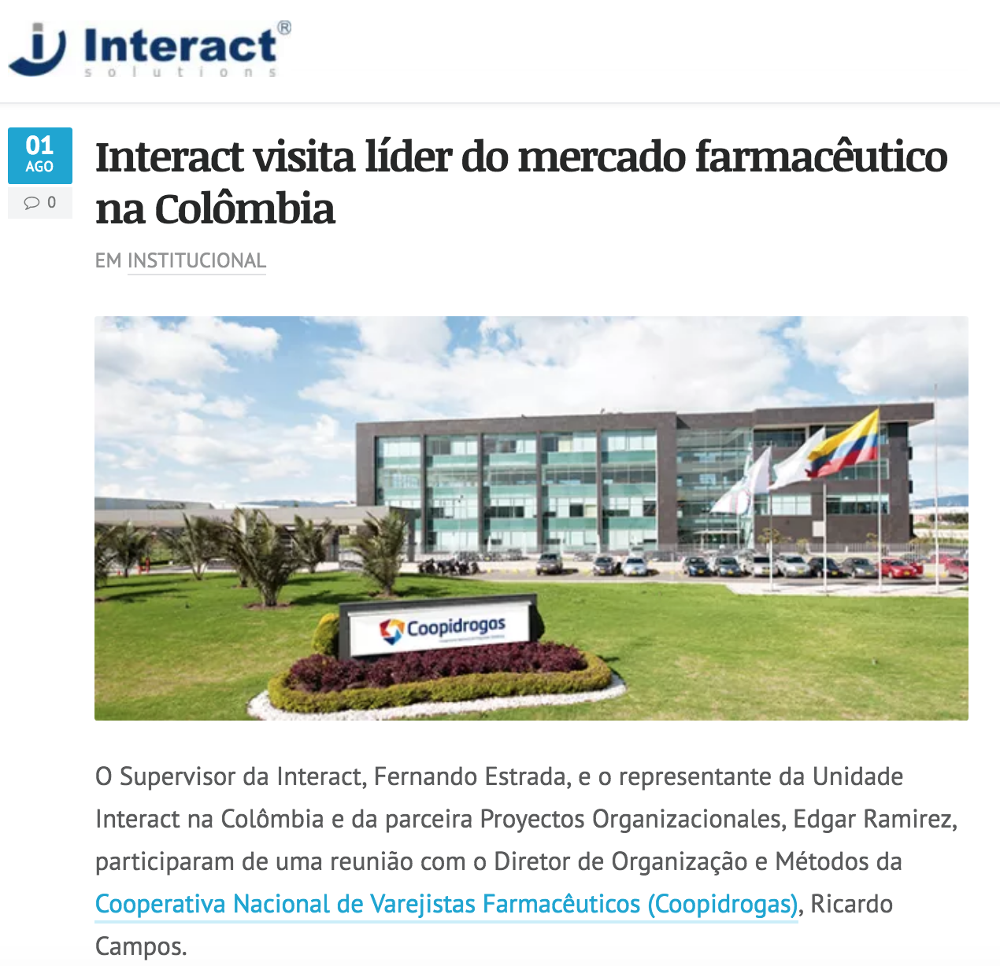 Interact®
solutions
01
AGO
0
Interact visita líder do mercado farmacêutico
na Colômbia
EM INSTITUCIONAL
Coopidrogas
O Supervisor da Interact, Fernando Estrada, e o representante da Unidade
Interact na Colômbia e da parceira Proyectos Organizacionales, Edgar Ramirez,
participaram de uma reunião com o Diretor de Organização e Métodos da
Cooperativa Nacional de Varejistas Farmacêuticos (Coopidrogas), Ricardo
Campos.